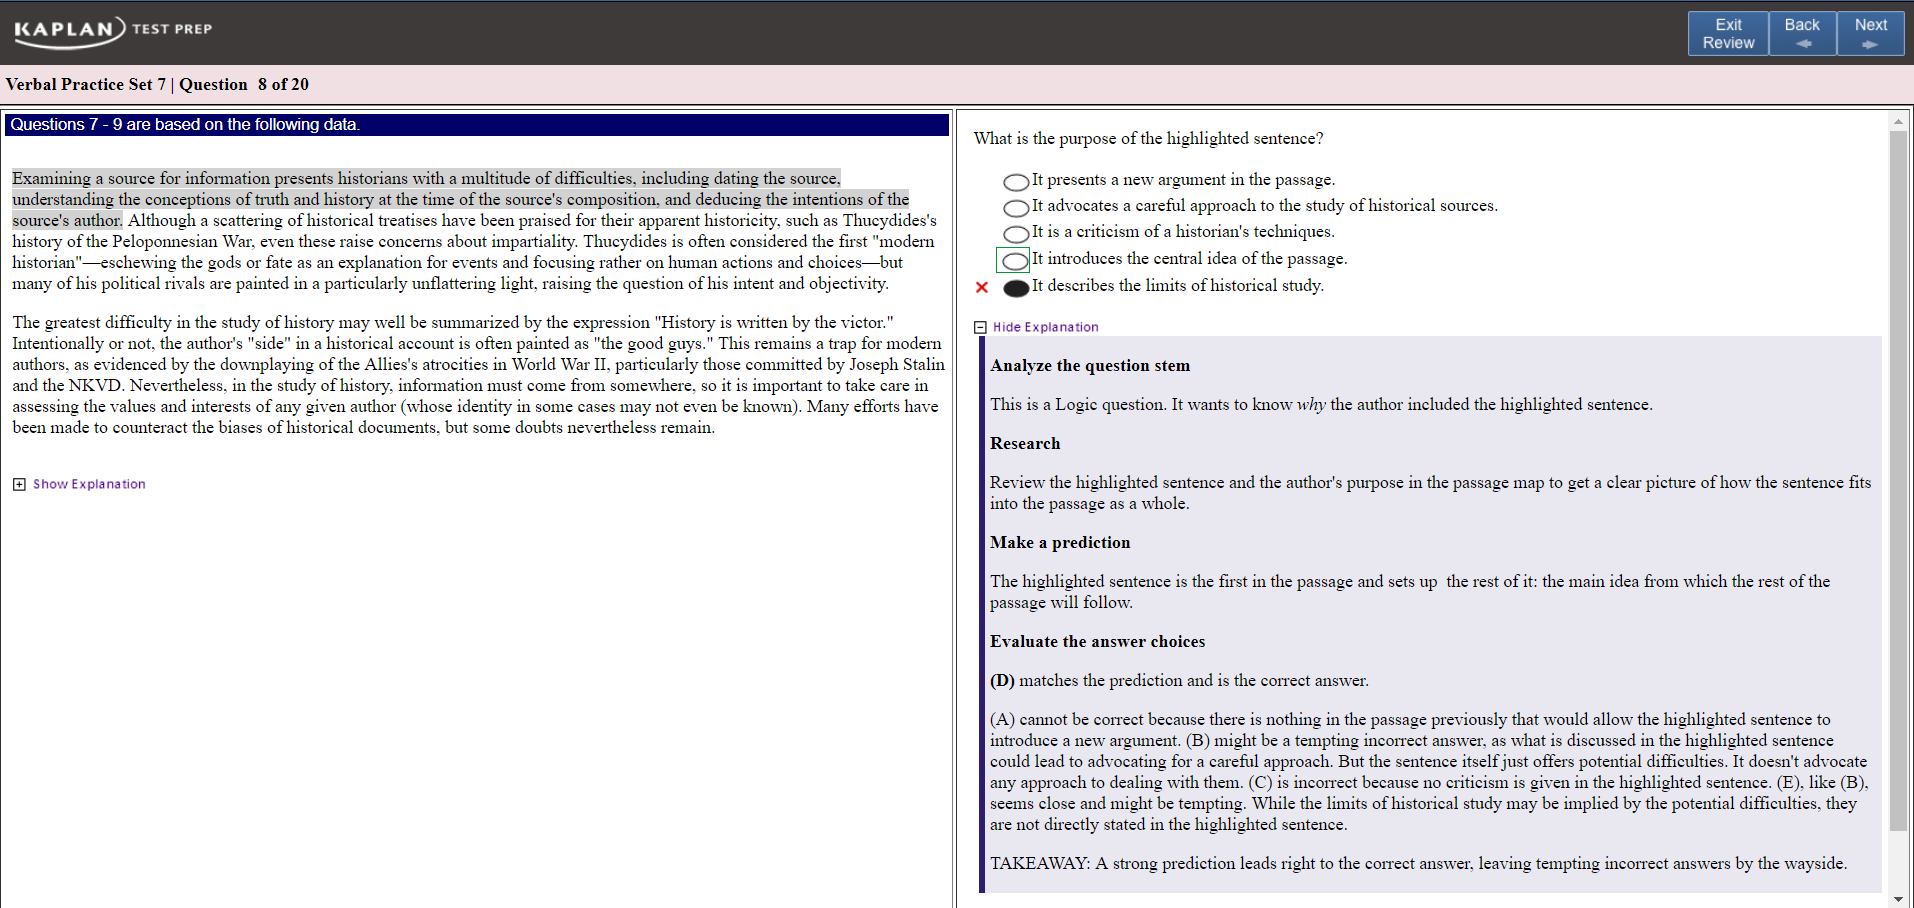 KAPLAN TEST PREP
Exit Review
Back
Next
Verbal Practice Set 7 | Question 8 of 20
Questions 7 - 9 are based on the following data.
Examining a source for information presents historians with a multitude of difficulties, including dating the source,
understanding the conceptions of truth and history at the time of the source's composition, and deducing the intentions of the
source's author. Although a scattering of historical treatises have been praised for their apparent historicity, such as Thucydides's
history of the Peloponnesian War, even these raise concerns about impartiality. Thucydides is often considered the first "modern
historian"—eschewing the gods or fate as an explanation for events and focusing rather on human actions and choices—but
many of his political rivals are painted in a particularly unflattering light, raising the question of his intent and objectivity.
The greatest difficulty in the study of history may well be summarized by the expression "History is written by the victor."
Intentionally or not, the author's "side" in a historical account is often painted as "the good guys." This remains a trap for modern
authors, as evidenced by the downplaying of the Allies's atrocities in World War II, particularly those committed by Joseph Stalin
and the NKVD. Nevertheless, in the study of history, information must come from somewhere, so it is important to take care in
assessing the values and interests of any given author (whose identity in some cases may not even be known). Many efforts have
been made to counteract the biases of historical documents, but some doubts nevertheless remain.
Show Explanation
What is the purpose of the highlighted sentence?
It presents a new argument in the passage.
It advocates a careful approach to the study of historical sources.
It is a criticism of a historian's techniques.
It introduces the central idea of the passage.
It describes the limits of historical study.
Hide Explanation
Analyze the question stem
This is a Logic question. It wants to know why the author included the highlighted sentence.
Research
Review the highlighted sentence and the author's purpose in the passage map to get a clear picture of how the sentence fits
into the passage as a whole.
Make a prediction
The highlighted sentence is the first in the passage and sets up the rest of it: the main idea from which the rest of the
passage will follow.
Evaluate the answer choices
(D) matches the prediction and is the correct answer.
(A) cannot be correct because there is nothing in the passage previously that would allow the highlighted sentence to
introduce a new argument. (B) might be a tempting incorrect answer, as what is discussed in the highlighted sentence
could lead to advocating for a careful approach. But the sentence itself just offers potential difficulties. It doesn't advocate
any approach to dealing with them. (C) is incorrect because no criticism is given in the highlighted sentence. (E), like (B),
seems close and might be tempting. While the limits of historical study may be implied by the potential difficulties, they
are not directly stated in the highlighted sentence.
TAKEAWAY: A strong prediction leads right to the correct answer, leaving tempting incorrect answers by the wayside.